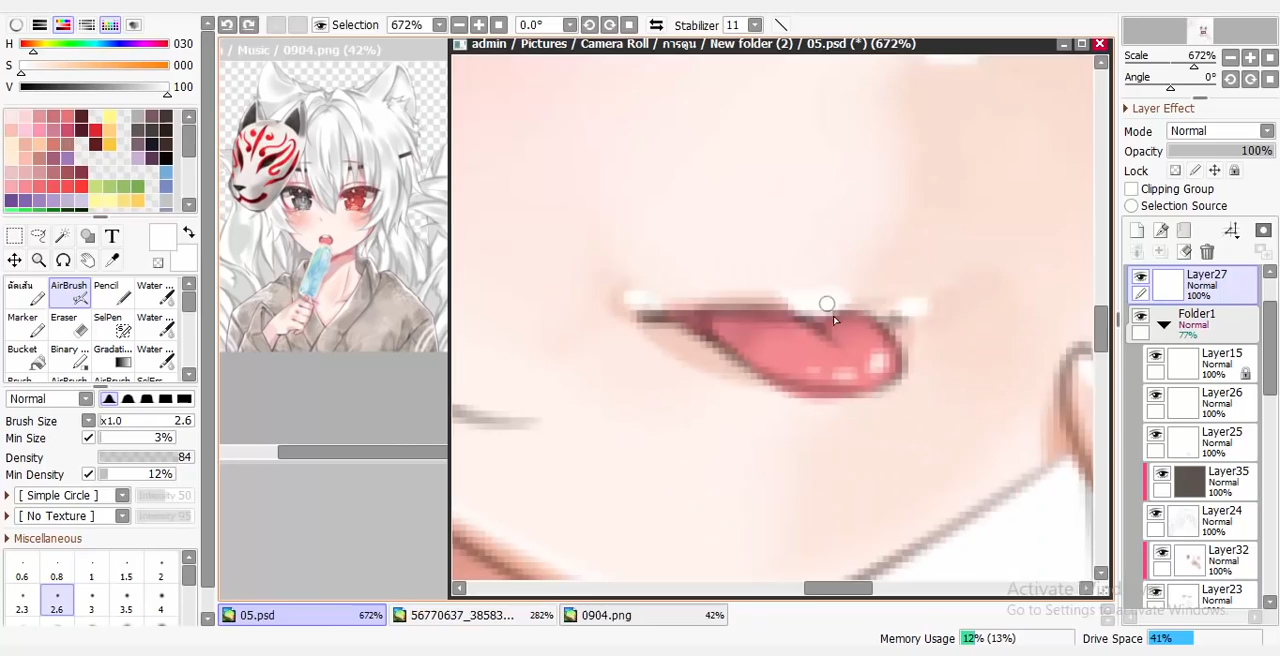 Selection
672%
0.0°
Stabilizer 11
H 030
S 000
V 100
/ Music / 0904.png (42%)
admin / Pictures / Camera Roll / การ์ตูน / New folder (2) / 05.psd (*) (672%)
Scale 672%
Angle 0°
Layer Effect
Mode Normal
Opacity 100%
Lock
Clipping Group
Selection Source
T
AirBrush
Pencil
Water ...
Marker
Eraser
SelPen
Water ...
Bucket
Binary ...
Gradati...
Water ...
Normal
Brush Size x1.0 2.6
Min Size 3%
Density 84
Min Density 12%
[ Simple Circle ] Intensity 50
[ No Texture ] Intensity 95
Miscellaneous
0.6 0.8 1 1.5 2
2.3 2.6 3 3.5 4
Layer27
Normal
100%
Folder1
Normal
77%
Layer15
Normal
100%
Layer26
Normal
100%
Layer25
Normal
100%
Layer35
Normal
100%
Layer24
Normal
100%
Layer32
Normal
100%
Layer23
Normal
100%
Activate Windows
Go to Settings to activate Windows.
05.psd 672%
56770637_38583... 282%
0904.png 42%
Memory Usage 12% (13%)
Drive Space 41%